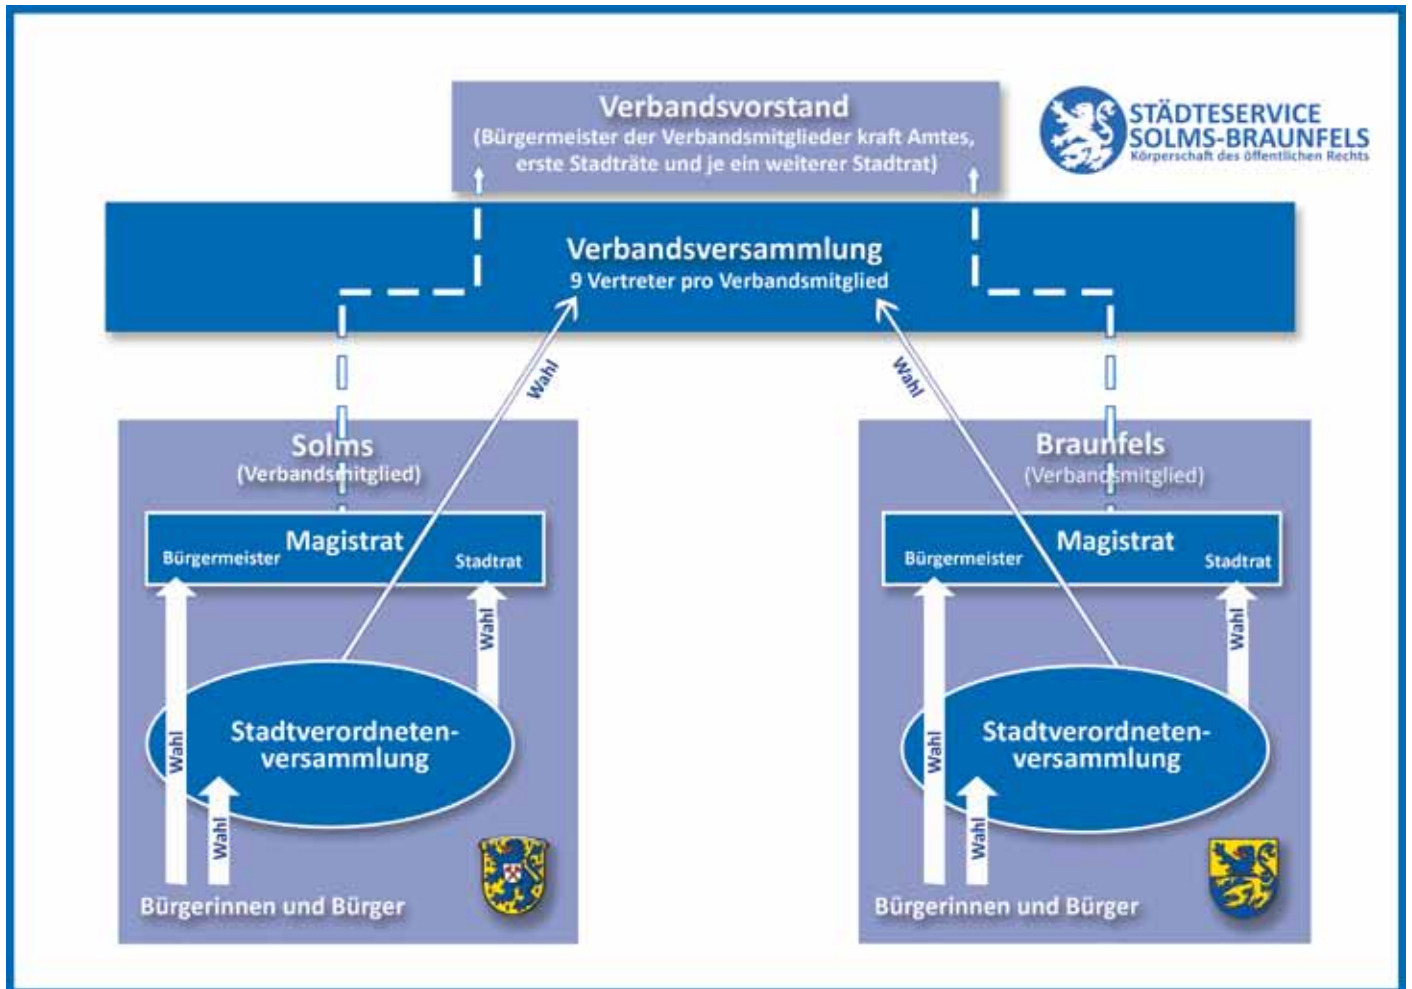 Verbandsvorstand
(Bürgermeister der Verbandsmitglieder kraft Amtes,
erste Stadträte und je ein weiterer Stadtrat)
STÄDTESERVICE
SOLMS-BRAUNFELS
Körperschaft des öffentlichen Rechts
Verbandsversammlung
9 Vertreter pro Verbandsmitglied
Wahl
Wahl
Solms
(Verbandsmitglied)
Magistrat
Bürgermeister
Stadtrat
Wahl
Stadtverordneten-
versammlung
Wahl
Wahl
Bürgerinnen und Bürger
Braunfels
(Verbandsmitglied)
Magistrat
Bürgermeister
Stadtrat
Wahl
Stadtverordneten-
versammlung
Wahl
Wahl
Bürgerinnen und Bürger